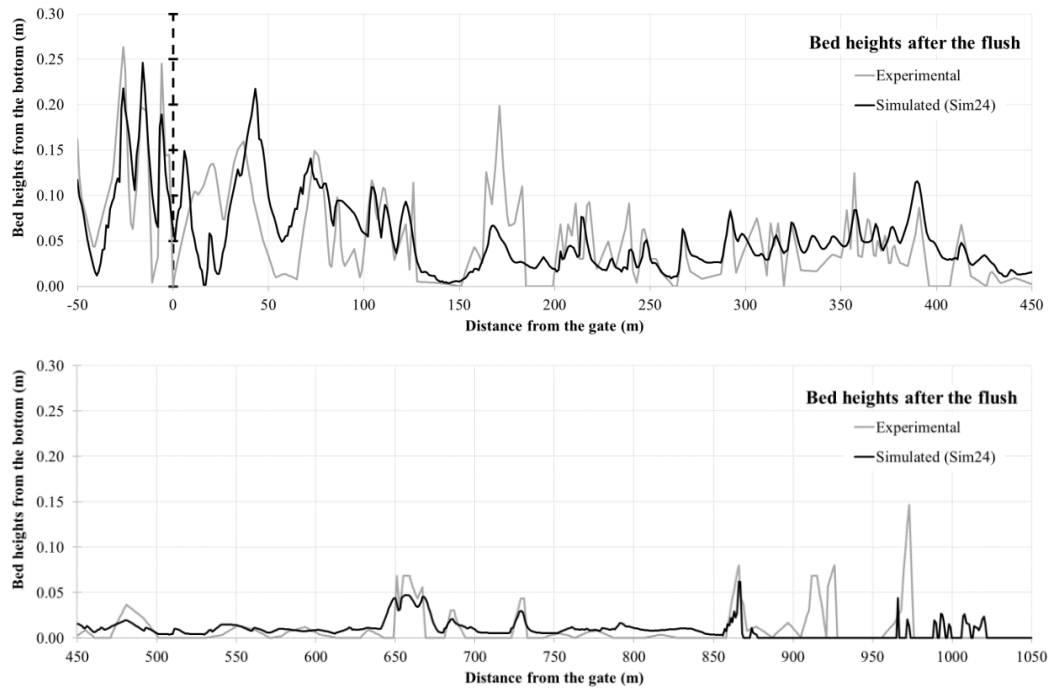 Bed heights from the bottom (m)
0.30
0.25
0.20
0.15
0.10
0.05
0.00
Bed heights after the flush
Experimental
Simulated (Sim24)
-50 0 50 100 150 200 250 300 350 400 450
Distance from the gate (m)
Bed heights from the bottom (m)
0.30
0.25
0.20
0.15
0.10
0.05
0.00
Bed heights after the flush
Experimental
Simulated (Sim24)
450 500 550 600 650 700 750 800 850 900 950 1000 1050
Distance from the gate (m)